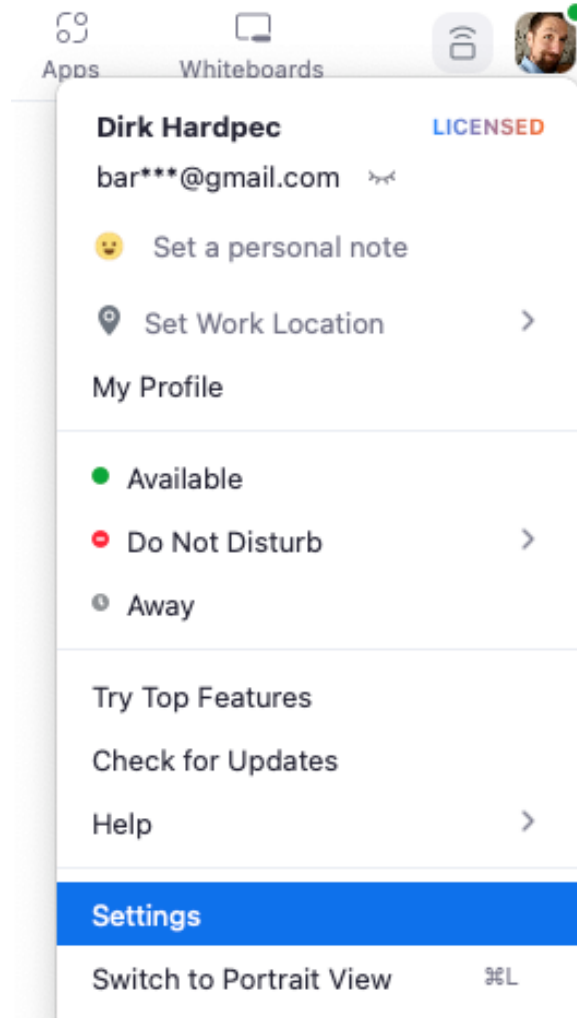 Apps Whiteboards
Dirk Hardpec LICENSED
bar***@gmail.com
Set a personal note
Set Work Location
My Profile
Available
Do Not Disturb
Away
Try Top Features
Check for Updates
Help
Settings
Switch to Portrait View ⌘L